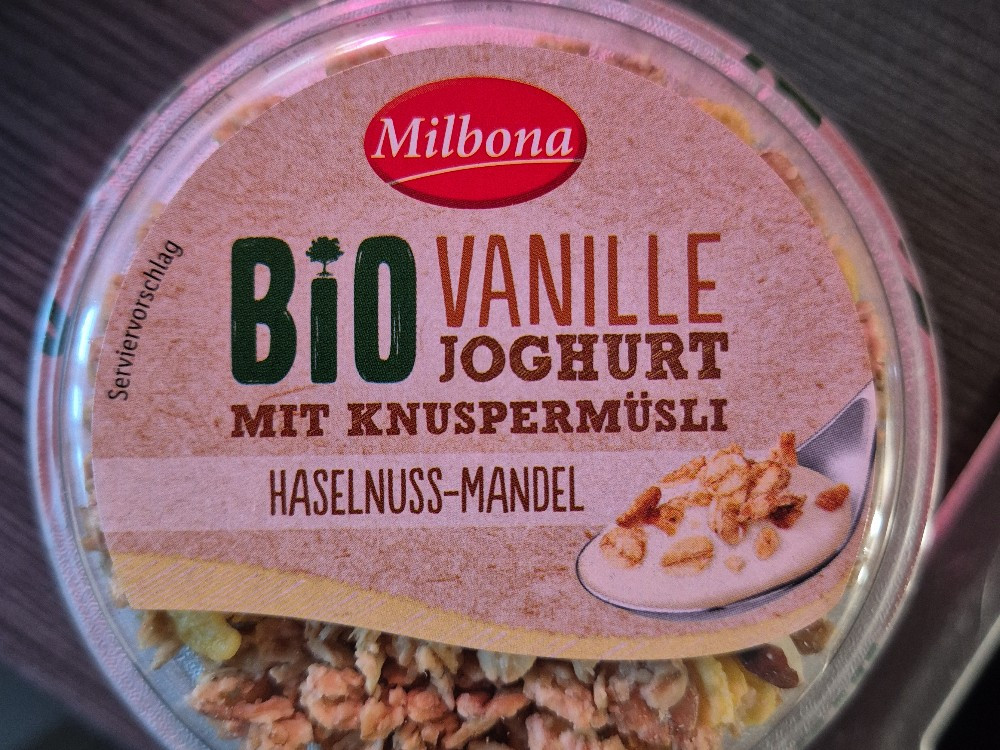 Milbona
BiO VANILLE
JOGHURT
MIT KNUSPERMÜSLI
HASELNUSS-MANDEL
Serviervorschlag